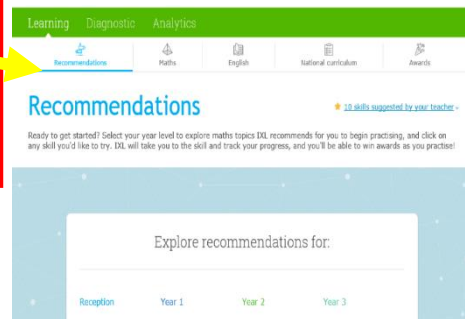 Learning Diagnostic Analytics
Recommendations Maths English National curriculum Awards
Recommendations
10 skills suggested by your teacher
Ready to get started? Select your year level to explore maths topics IXL recommends for you to begin practising, and click on
any skill you'd like to try. IXL will take you to the skill and track your progress, and you'll be able to win awards as you practise!
Explore recommendations for:
Reception Year 1 Year 2 Year 3